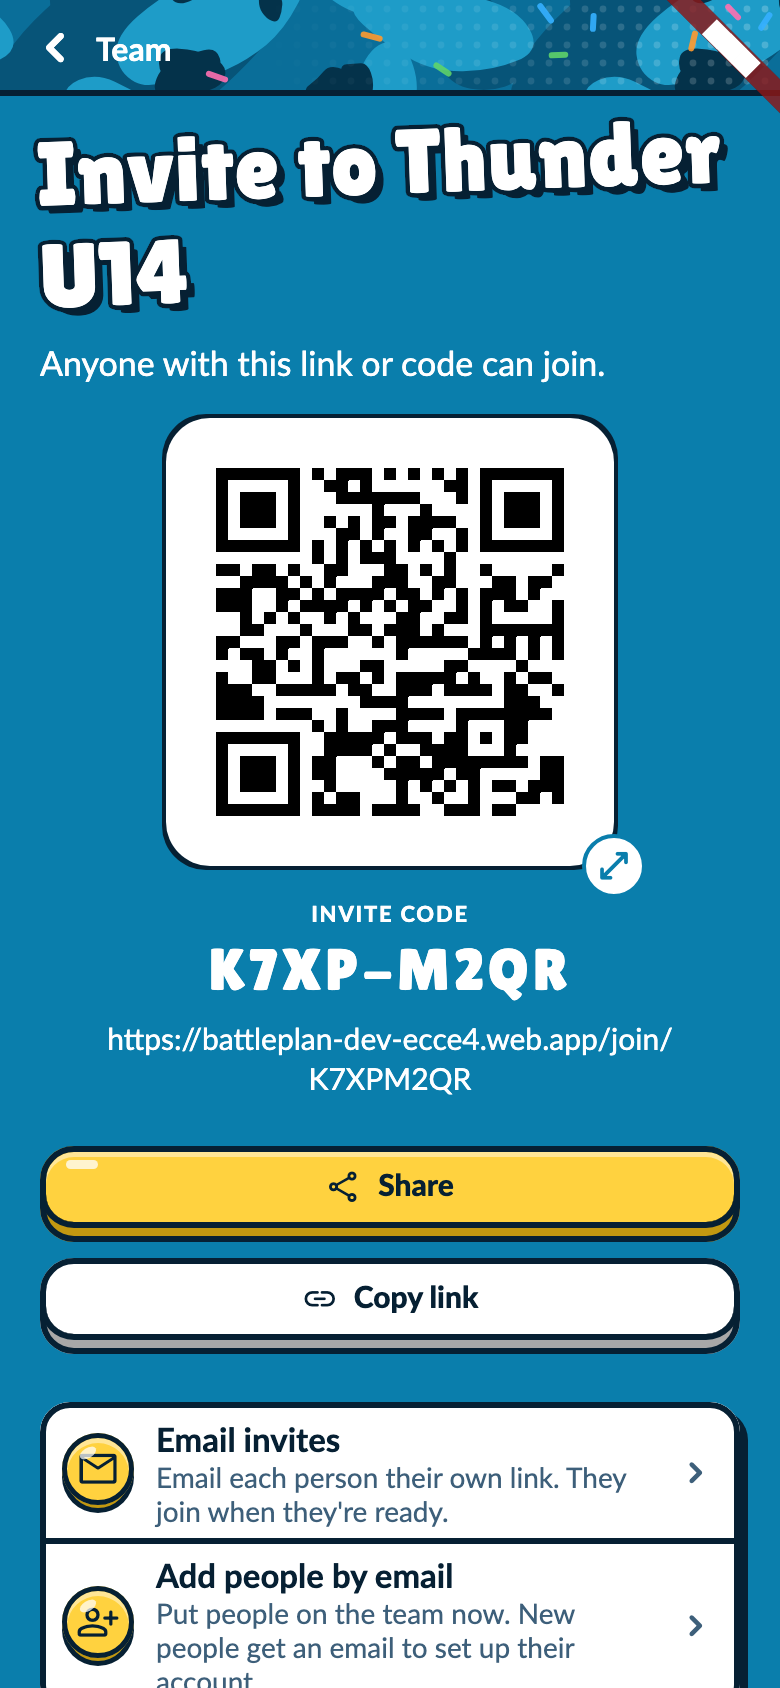 Team
Invite to Thunder
U14
Anyone with this link or code can join.
INVITE CODE
K7XP-M2QR
https://battleplan-dev-ecce4.web.app/join/
K7XPM2QR
Share
Copy link
Email invites
Email each person their own link. They
join when they're ready.
Add people by email
Put people on the team now. New
people get an email to set up their
account.